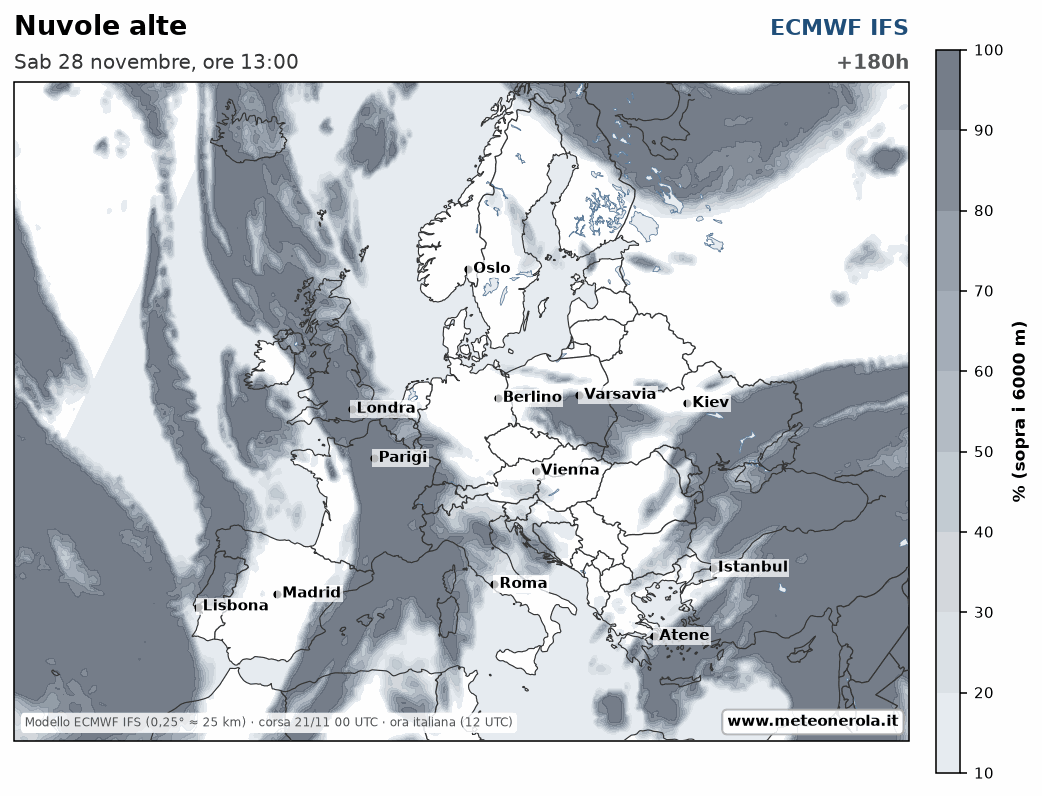 Nuvole alte
ECMWF IFS
Sab 28 novembre, ore 13:00
+180h
Oslo
Londra
Berlino
Varsavia
Kiev
Parigi
Vienna
Istanbul
Roma
Madrid
Lisbona
Atene
Modello ECMWF IFS (0,25° ≈ 25 km) · corsa 21/11 00 UTC · ora italiana (12 UTC)
www.meteonerola.it
100
90
80
70
60
50
40
30
20
10
% (sopra i 6000 m)